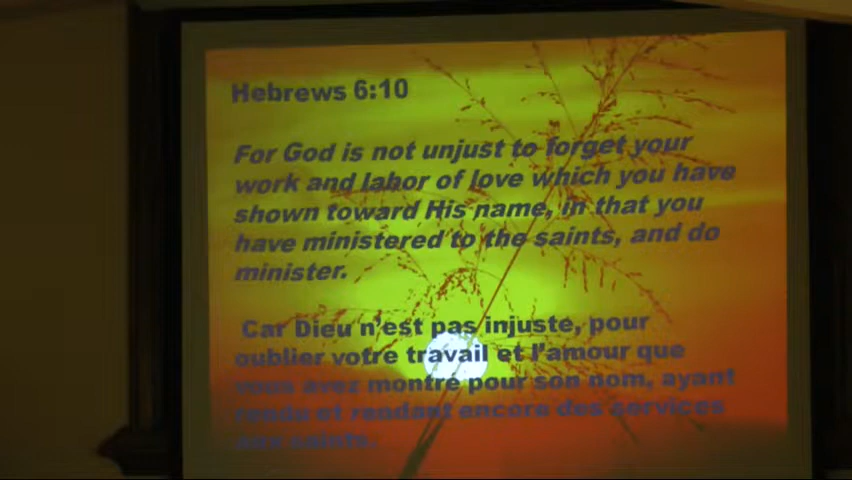 Hebrews 6:10
For God is not unjust to forget your
work and labor of love which you have
shown toward His name, in that you
have ministered to the saints, and do
minister.
Car Dieu n'est pas injuste, pour
oublier votre travail et l'amour que
vous avez montré pour son nom, ayant
rendu et rendant encore des services
aux saints.